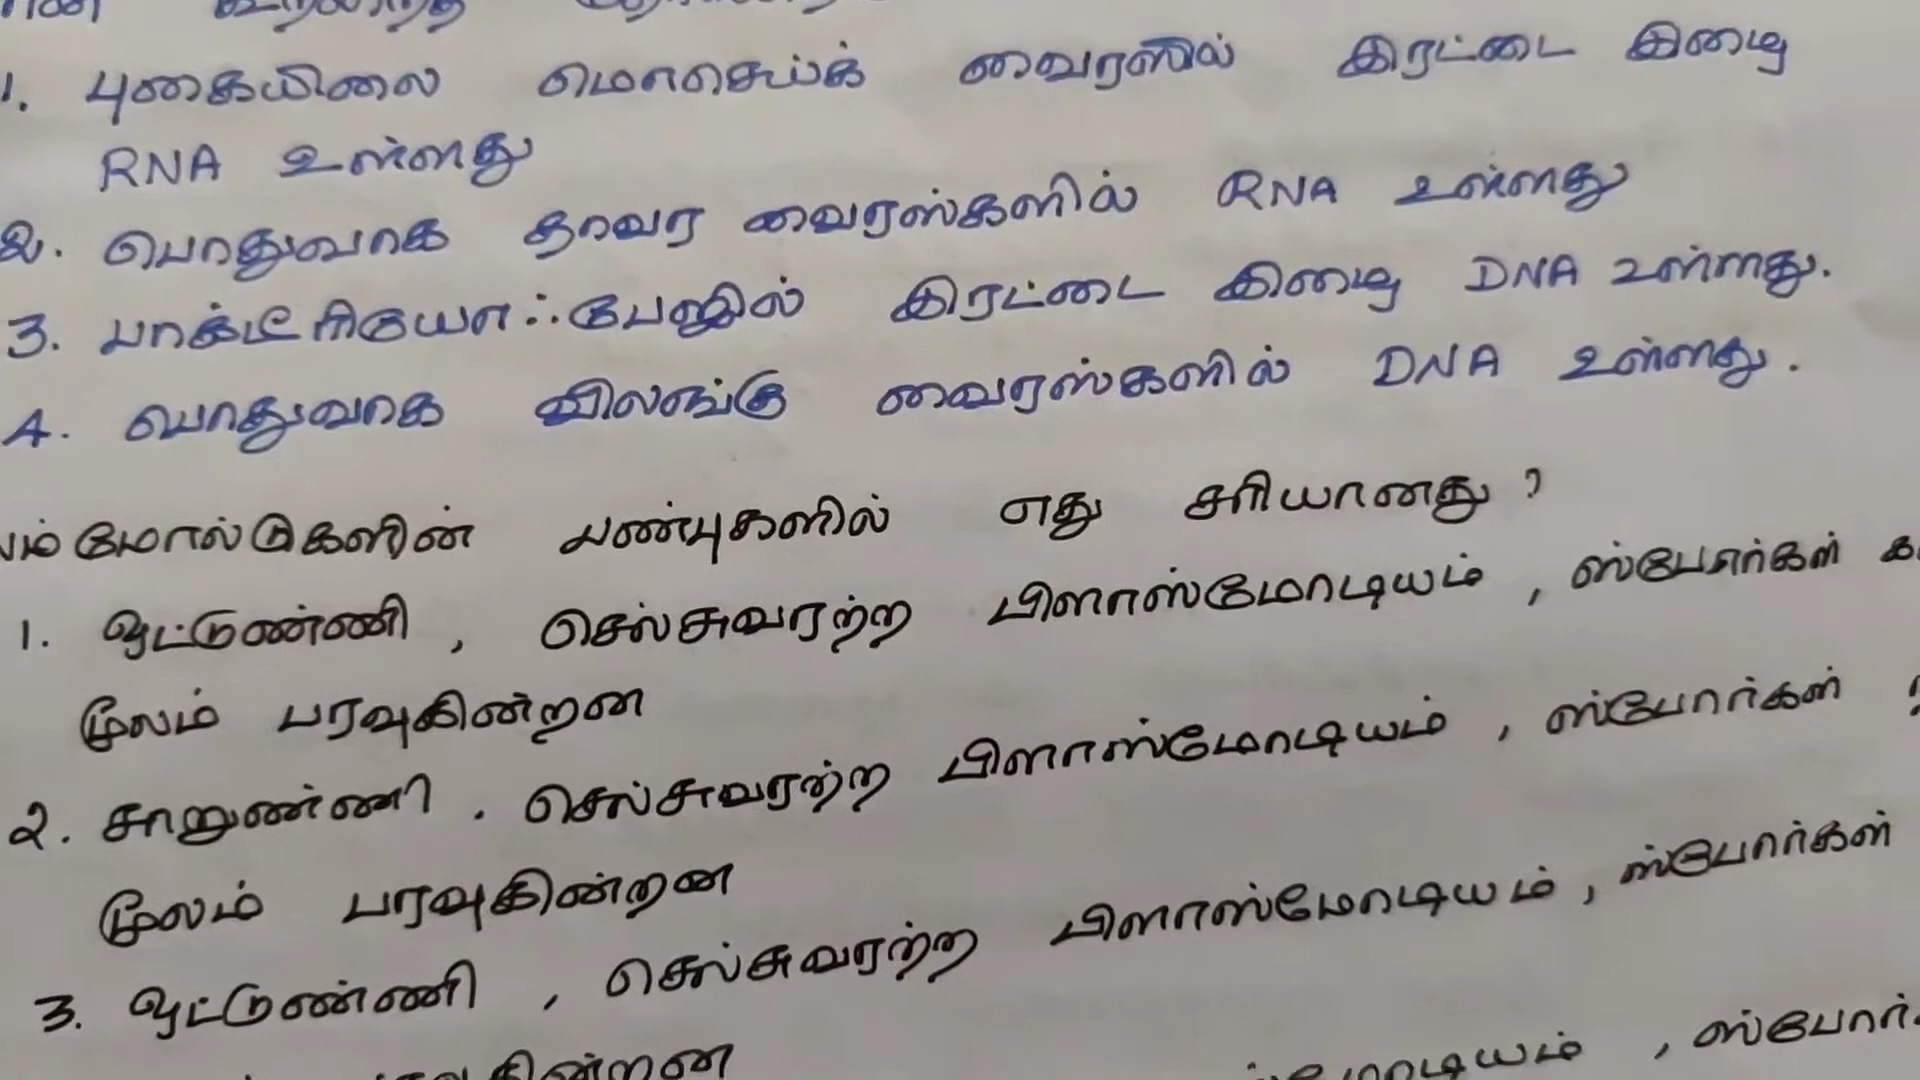 1. புகையிலை மொசெய்க் வைரஸில் இரட்டை இழை
RNA உள்ளது
2. பொதுவாக தாவர வைரஸ்களில் RNA உள்ளது
3. பாக்டீரியோஃபேஜில் இரட்டை இழை DNA உள்ளது.
4. பொதுவாக விலங்கு வைரஸ்களில் DNA உள்ளது.
பண்புகளில் எது சரியானது?
1. ஒட்டுண்ணி, செல்சுவரற்ற பிளாஸ்மோடியம், ஸ்போர்கள்
மூலம் பரவுகின்றன
2. சாறுண்ணி. செல்சுவரற்ற பிளாஸ்மோடியம், ஸ்போர்கள்
மூலம் பரவுகின்றன
3. ஒட்டுண்ணி, செல்சுவரற்ற பிளாஸ்மோடியம், ஸ்போர்கள்